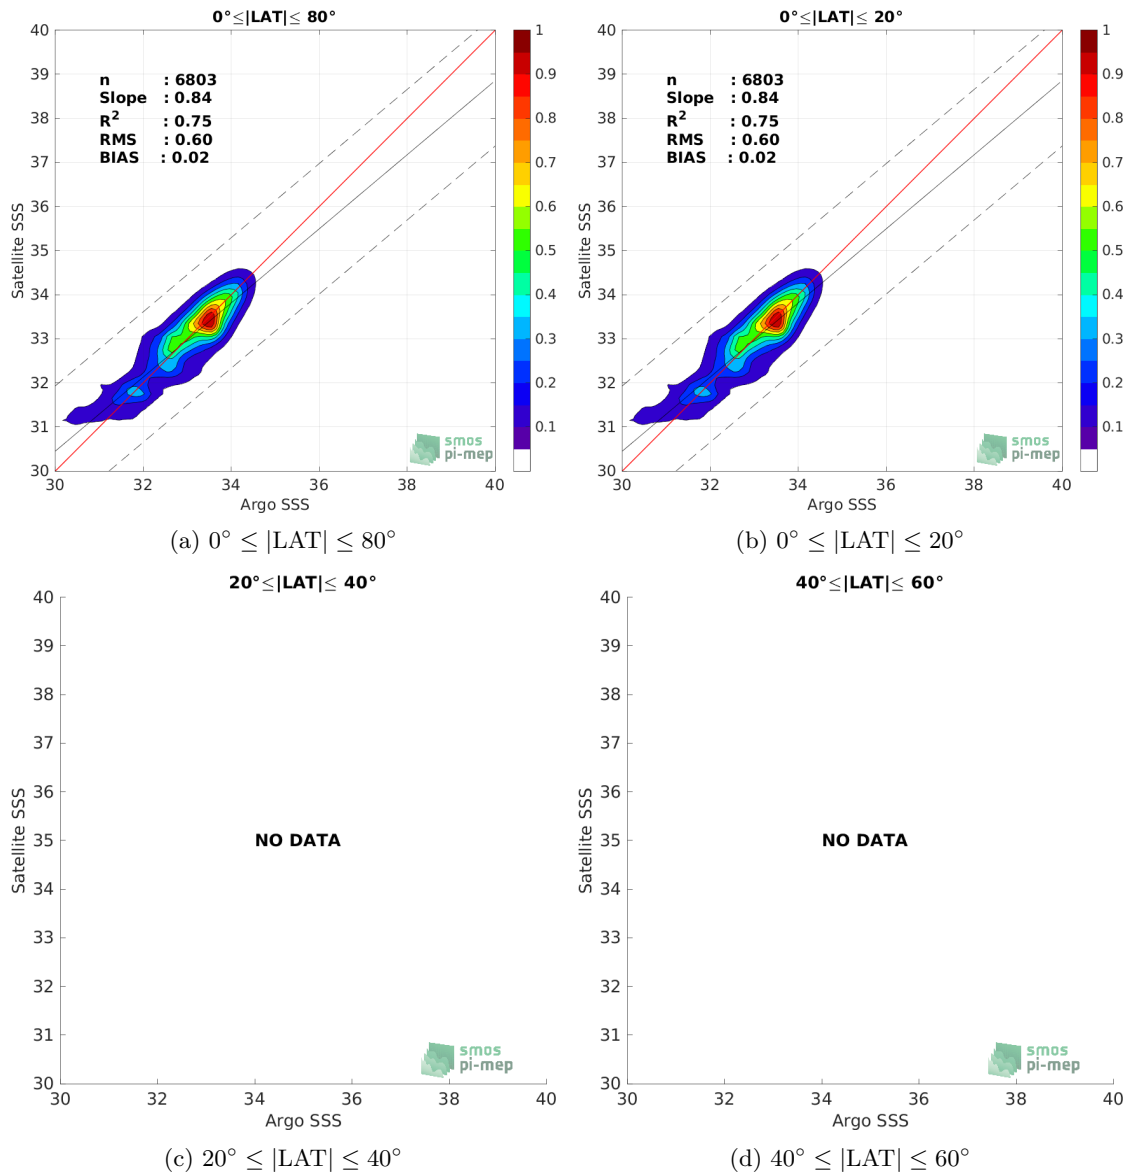 0°≤|LAT|≤ 80°
40
39
38
37
36
35
34
33
32
31
30
Satellite SSS
n : 6803
Slope : 0.84
R² : 0.75
RMS : 0.60
BIAS : 0.02
smos
pi-mep
30 32 34 36 38 40
Argo SSS
1
0.9
0.8
0.7
0.6
0.5
0.4
0.3
0.2
0.1
(a) 0° ≤ |LAT| ≤ 80°
0°≤|LAT|≤ 20°
40
39
38
37
36
35
34
33
32
31
30
Satellite SSS
n : 6803
Slope : 0.84
R² : 0.75
RMS : 0.60
BIAS : 0.02
smos
pi-mep
30 32 34 36 38 40
Argo SSS
1
0.9
0.8
0.7
0.6
0.5
0.4
0.3
0.2
0.1
(b) 0° ≤ |LAT| ≤ 20°
20°≤|LAT|≤ 40°
40
39
38
37
36
35
34
33
32
31
30
Satellite SSS
NO DATA
smos
pi-mep
30 32 34 36 38 40
Argo SSS
(c) 20° ≤ |LAT| ≤ 40°
40°≤|LAT|≤ 60°
40
39
38
37
36
35
34
33
32
31
30
Satellite SSS
NO DATA
smos
pi-mep
30 32 34 36 38 40
Argo SSS
(d) 40° ≤ |LAT| ≤ 60°